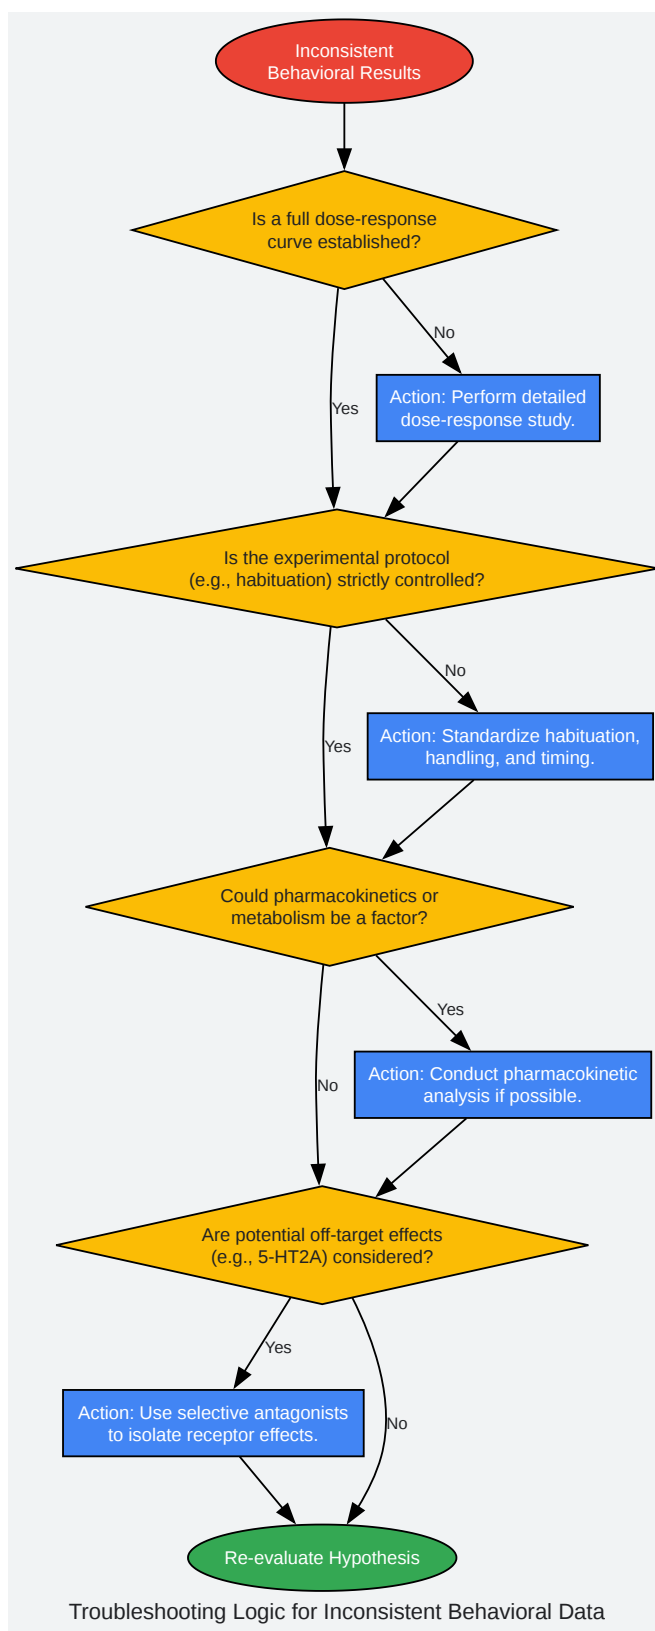 Inconsistent
Behavioral Results
Is a full dose-response
curve established?
No
Yes
Action: Perform detailed
dose-response study.
Is the experimental protocol
(e.g., habituation) strictly controlled?
No
Yes
Action: Standardize habituation,
handling, and timing.
Could pharmacokinetics or
metabolism be a factor?
Yes
No
Action: Conduct pharmacokinetic
analysis if possible.
Are potential off-target effects
(e.g., 5-HT2A) considered?
Yes
No
Action: Use selective antagonists
to isolate receptor effects.
Re-evaluate Hypothesis
Troubleshooting Logic for Inconsistent Behavioral Data